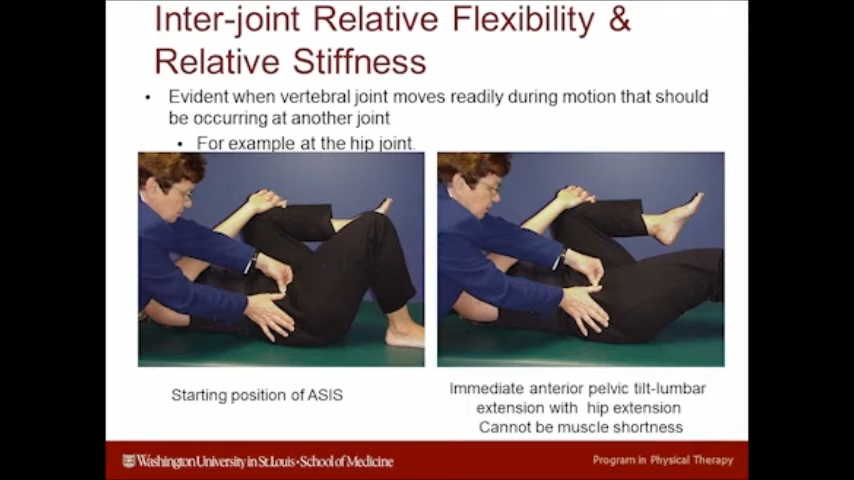 Inter-joint Relative Flexibility &
Relative Stiffness
• Evident when vertebral joint moves readily during motion that should
be occurring at another joint
• For example at the hip joint.
Starting position of ASIS
Immediate anterior pelvic tilt-lumbar
extension with hip extension
Cannot be muscle shortness
Washington University in St. Louis • School of Medicine
Program in Physical Therapy